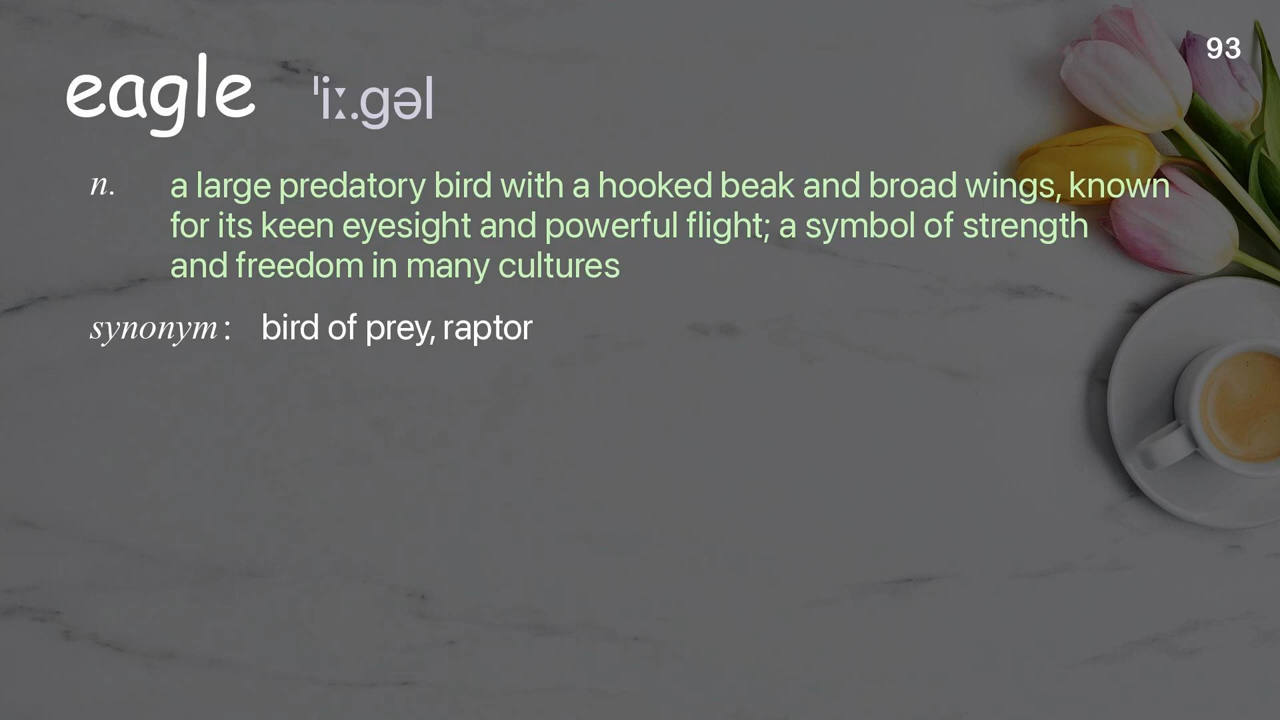 93
eagle ˈiː.gəl
n. a large predatory bird with a hooked beak and broad wings, known
for its keen eyesight and powerful flight; a symbol of strength
and freedom in many cultures
synonym: bird of prey, raptor